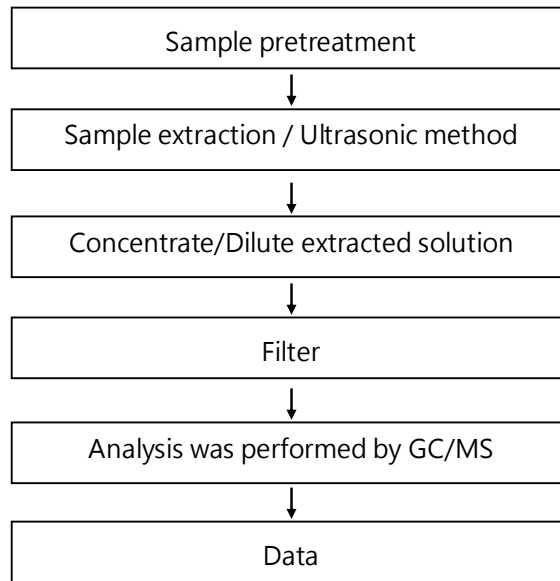 Sample pretreatment
Sample extraction / Ultrasonic method
Concentrate/Dilute extracted solution
Filter
Analysis was performed by GC/MS
Data